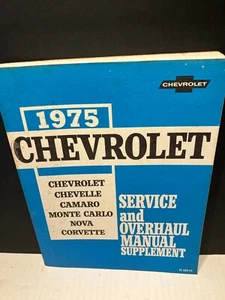 CHEVROLET
1975
CHEVROLET
CHEVROLET
CHEVELLE
CAMARO
MONTE CARLO
NOVA
CORVETTE
SERVICE
and
OVERHAUL
MANUAL
SUPPLEMENT